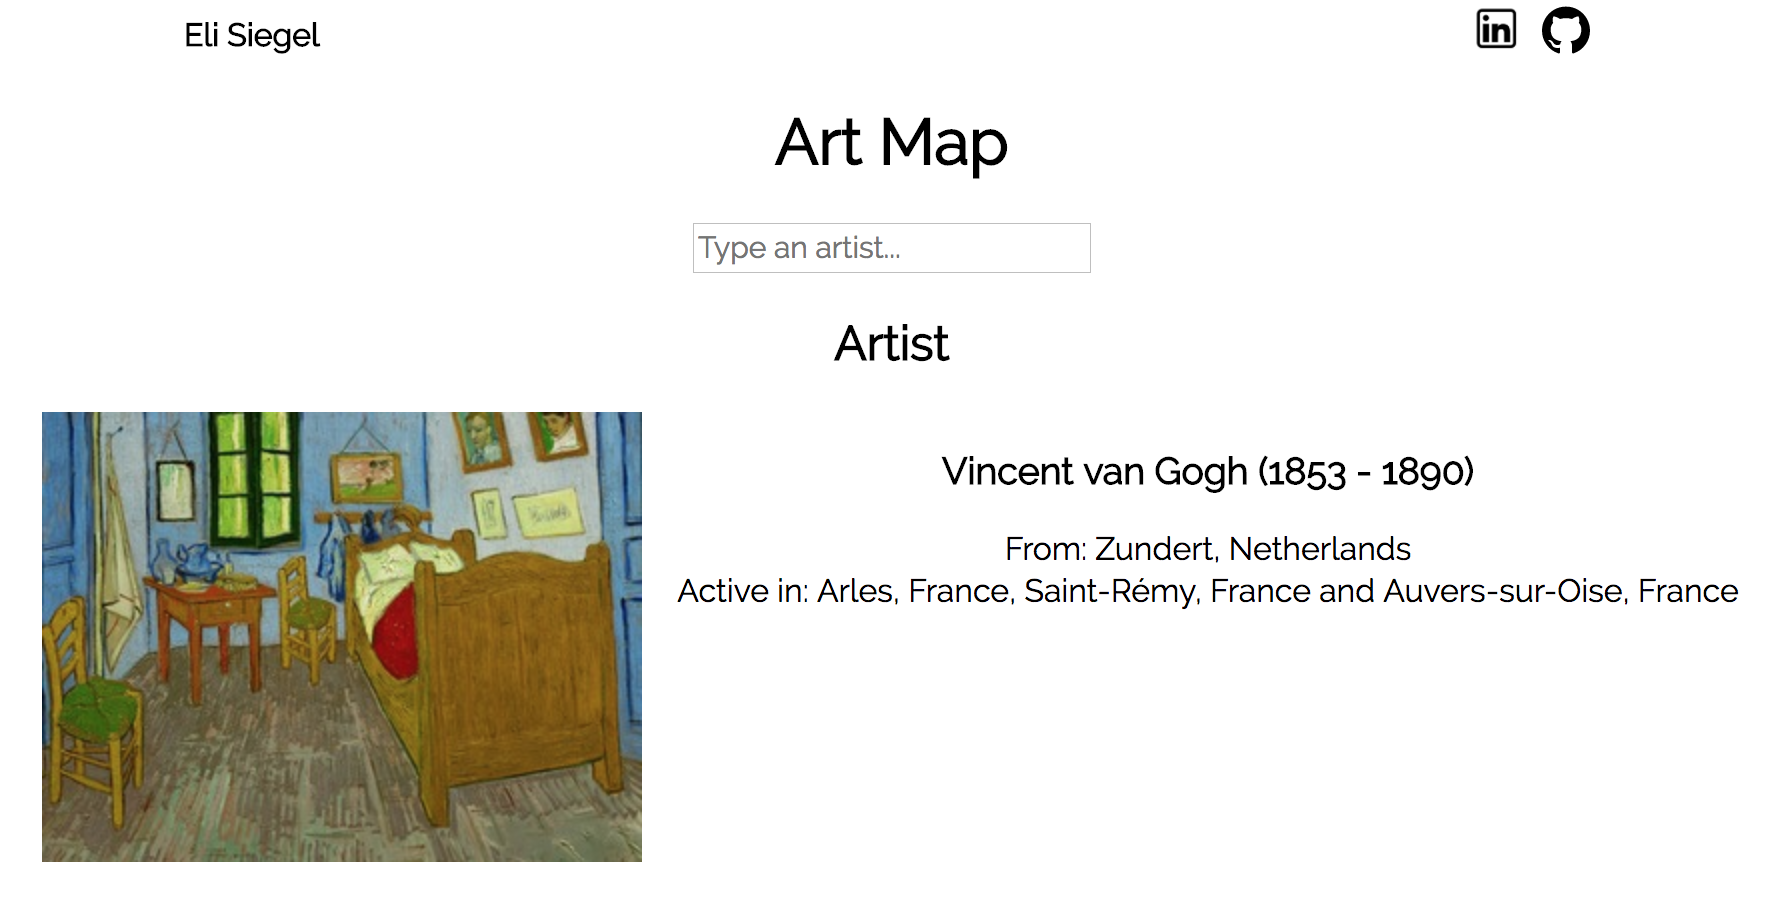 Eli Siegel
in
Art Map
Type an artist...
Artist
Vincent van Gogh (1853 - 1890)
From: Zundert, Netherlands
Active in: Arles, France, Saint-Rémy, France and Auvers-sur-Oise, France